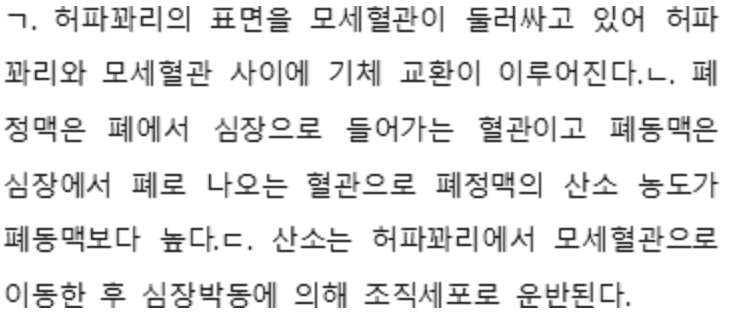 ㄱ. 허파꽈리의 표면을 모세혈관이 둘러싸고 있어 허파
꽈리와 모세혈관 사이에 기체 교환이 이루어진다.ㄴ. 폐
정맥은 폐에서 심장으로 들어가는 혈관이고 폐동맥은
심장에서 폐로 나오는 혈관으로 폐정맥의 산소 농도가
폐동맥보다 높다.ㄷ. 산소는 허파꽈리에서 모세혈관으로
이동한 후 심장박동에 의해 조직세포로 운반된다.